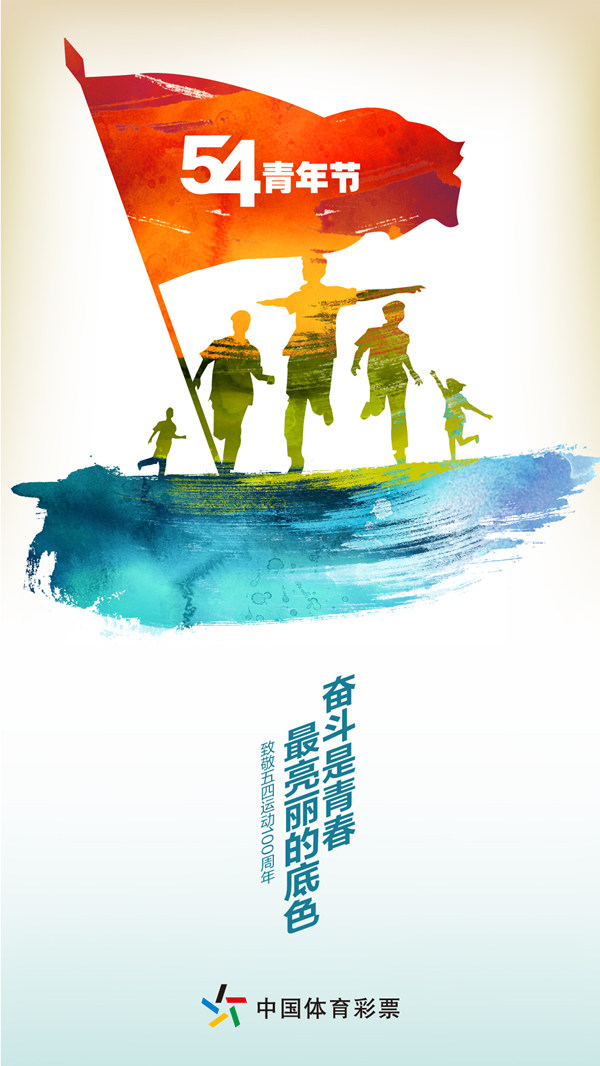 54青年节
奋斗是青春
最亮丽的底色
致敬五四运动100周年
中国体育彩票